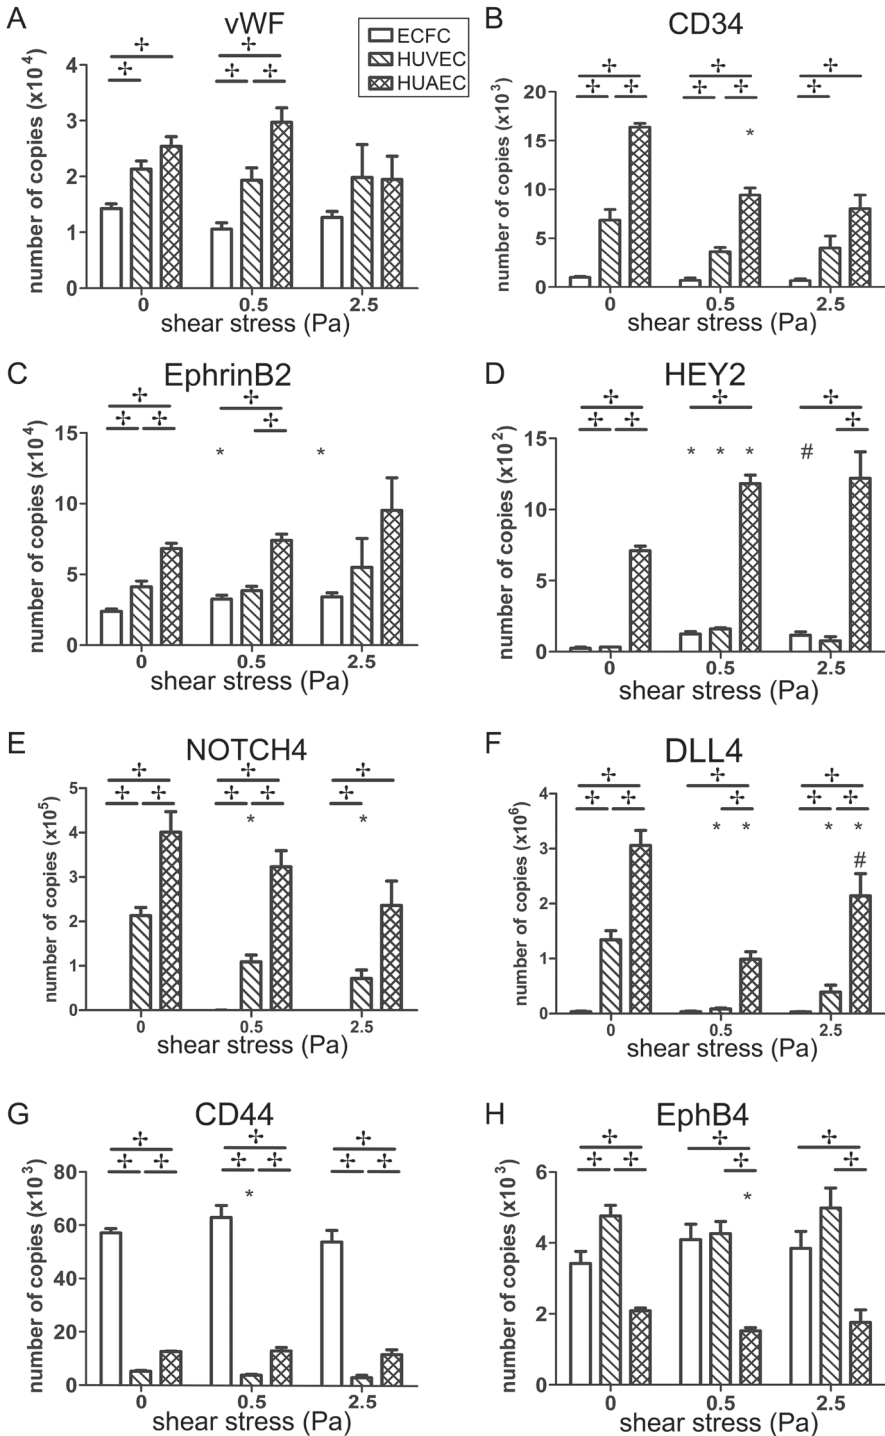 A
vWF
ECFC
HUVEC
HUAEC
number of copies (x10⁴)
4
3
2
1
0
✢ ✢ ✢ ✢ ✢
0 0.5 2.5
shear stress (Pa)
B
CD34
number of copies (x10³)
20
15
10
5
0
✢ ✢ ✢
✢ ✢ ✢ ✢ ✢
*
0 0.5 2.5
shear stress (Pa)
C
EphrinB2
number of copies (x10⁴)
15
10
5
0
✢ ✢
✢ ✢ ✢
* *
0 0.5 2.5
shear stress (Pa)
D
HEY2
number of copies (x10²)
15
10
5
0
✢ ✢ ✢
✢ ✢ ✢
* * * #
0 0.5 2.5
shear stress (Pa)
E
NOTCH4
number of copies (x10⁵)
5
4
3
2
1
0
✢ ✢ ✢
✢ ✢ ✢ ✢ ✢
* *
0 0.5 2.5
shear stress (Pa)
F
DLL4
number of copies (x10⁶)
4
3
2
1
0
✢ ✢ ✢
✢ ✢ ✢ ✢ ✢
* * * *
#
0 0.5 2.5
shear stress (Pa)
G
CD44
number of copies (x10³)
80
60
40
20
0
✢ ✢ ✢
✢ ✢ ✢ ✢ ✢ ✢
*
0 0.5 2.5
shear stress (Pa)
H
EphB4
number of copies (x10³)
6
4
2
0
✢ ✢ ✢
✢ ✢ ✢ ✢
*
0 0.5 2.5
shear stress (Pa)